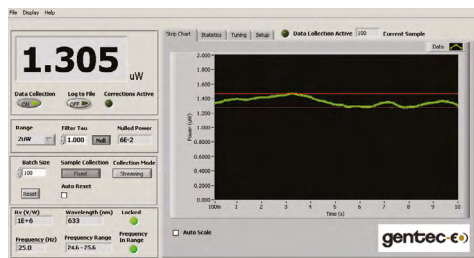 File Display Help
1.305
uW
Data Collection
Log to File
Corrections Active
ON
OFF
Range
Filter Tau
Nulled Power
2uW
1.000
Null
6E-2
Batch Size
Sample Collection
Collection Mode
100
Fixed
Streaming
Reset
Auto Reset
Rv (V/W)
Wavelength (nm)
Locked
1E+6
633
Frequency (Hz)
Frequency Range
Frequency In Range
25.0
24.6 - 25.6
Strip Chart
Statistics
Tuning
Setup
Data Collection Active
100
Current Sample
Data
2.000
1.800
1.600
1.400
1.200
1.000
0.8000
0.6000
0.4000
0.2000
0.000
Power (uW)
1006 1 2 3 4 5 6 7 8 9 10
Time (s)
Auto Scale
gentec-eo